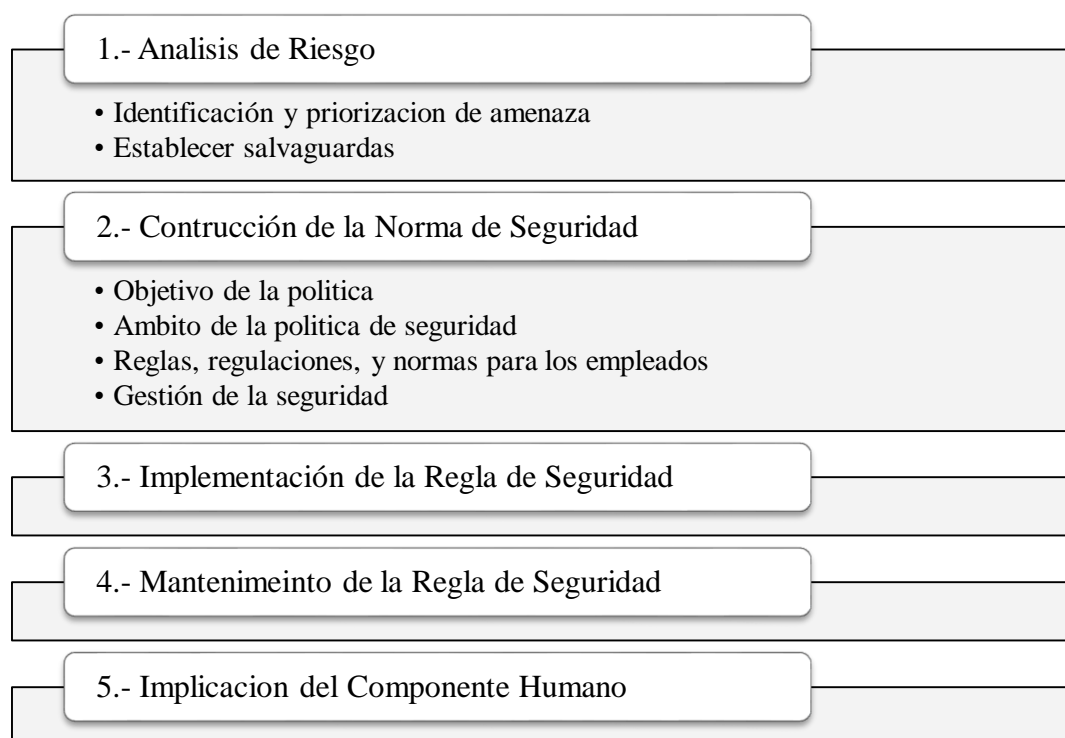 1.- Analisis de Riesgo
• Identificación y priorizacion de amenaza
• Establecer salvaguardas
2.- Contrucción de la Norma de Seguridad
• Objetivo de la politica
• Ambito de la politica de seguridad
• Reglas, regulaciones, y normas para los empleados
• Gestión de la seguridad
3.- Implementación de la Regla de Seguridad
4.- Mantenimeinto de la Regla de Seguridad
5.- Implicacion del Componente Humano